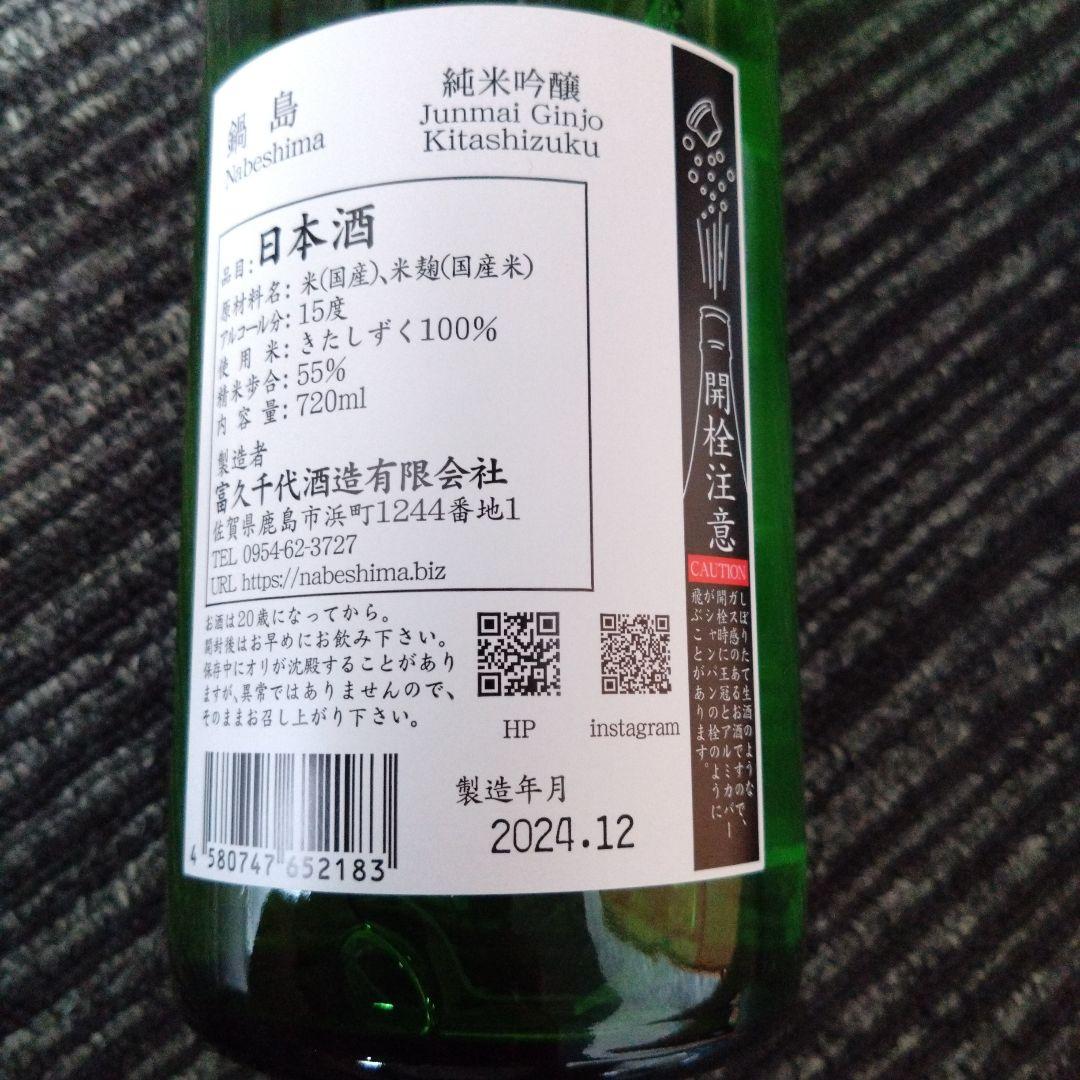 鍋島
Nabeshima
純米吟醸
Junmai Ginjo
Kitashizuku
品目:日本酒
原材料名:米(国産)、米麹(国産米)
アルコール分:15度
使用米:きたしずく100%
精米歩合:55%
内容量:720ml
製造者
富久千代酒造有限会社
佐賀県鹿島市浜町1244番地1
TEL 0954-62-3727
URL https://nabeshima.biz
お酒は20歳になってから。
開封後はお早めにお飲み下さい。
保存中にオリが沈殿することがあり
ますが、異常ではありませんので、
そのままお召し上がり下さい。
HP
instagram
製造年月
2024.12
4 580747 652183
開栓注意
CAUTION
しぼりたて生酒のような
ガス感のあるお酒ですので、
開栓時に王冠とアルミカバー
がシャンパンの栓のように
飛ぶことがあります。